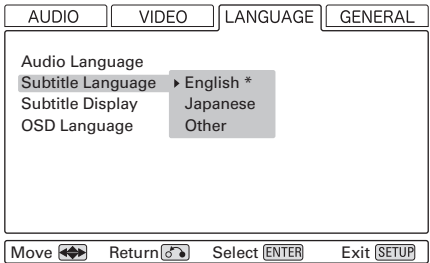 AUDIO VIDEO LANGUAGE GENERAL
Audio Language
Subtitle Language English *
Subtitle Display Japanese
OSD Language Other
Move Return Select ENTER Exit SETUP